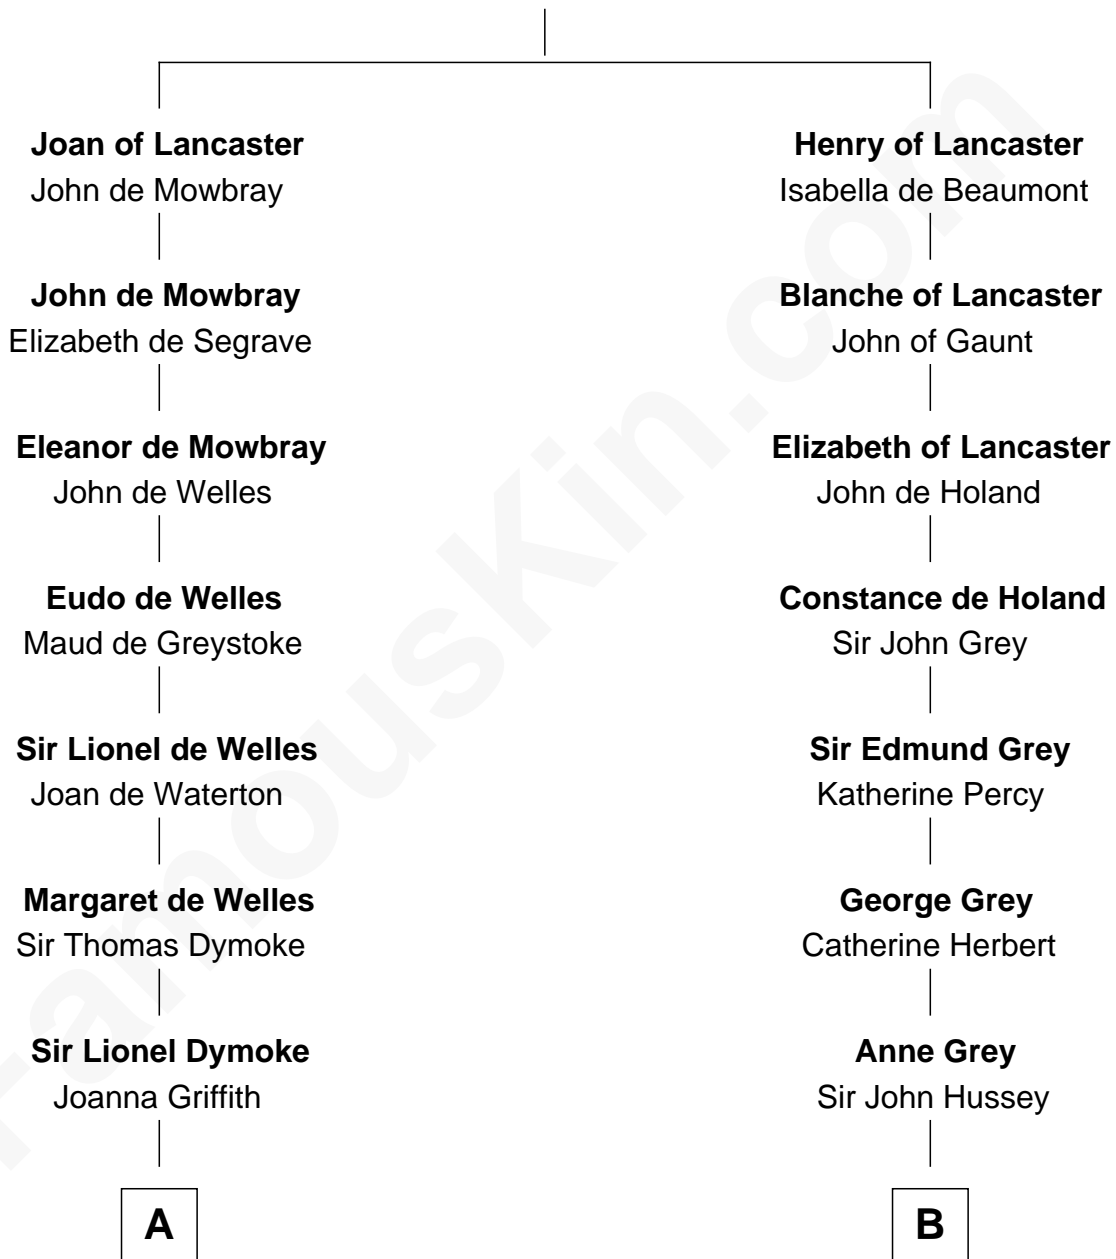 Joan of Lancaster
John de Mowbray
John de Mowbray
Elizabeth de Segrave
Eleanor de Mowbray
John de Welles
Eudo de Welles
Maud de Greystoke
Sir Lionel de Welles
Joan de Waterton
Margaret de Welles
Sir Thomas Dymoke
Sir Lionel Dymoke
Joanna Griffith
A
Henry of Lancaster
Isabella de Beaumont
Blanche of Lancaster
John of Gaunt
Elizabeth of Lancaster
John de Holand
Constance de Holand
Sir John Grey
Sir Edmund Grey
Katherine Percy
George Grey
Catherine Herbert
Anne Grey
Sir John Hussey
B
FamousKin.com